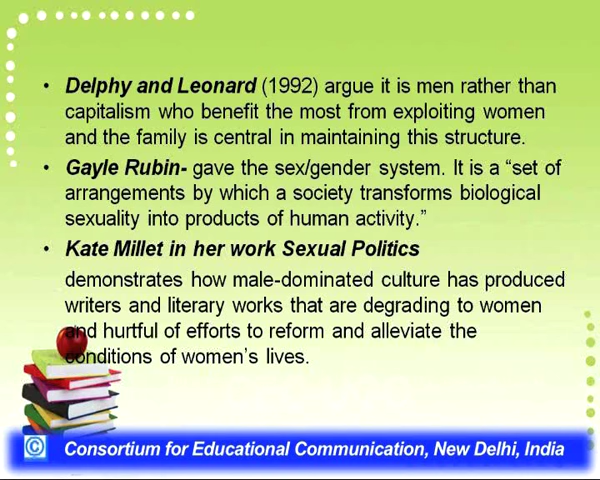 • Delphy and Leonard (1992) argue it is men rather than
capitalism who benefit the most from exploiting women
and the family is central in maintaining this structure.
• Gayle Rubin- gave the sex/gender system. It is a “set of
arrangements by which a society transforms biological
sexuality into products of human activity.”
• Kate Millet in her work Sexual Politics
demonstrates how male-dominated culture has produced
writers and literary works that are degrading to women
and hurtful of efforts to reform and alleviate the
conditions of women’s lives.
© Consortium for Educational Communication, New Delhi, India